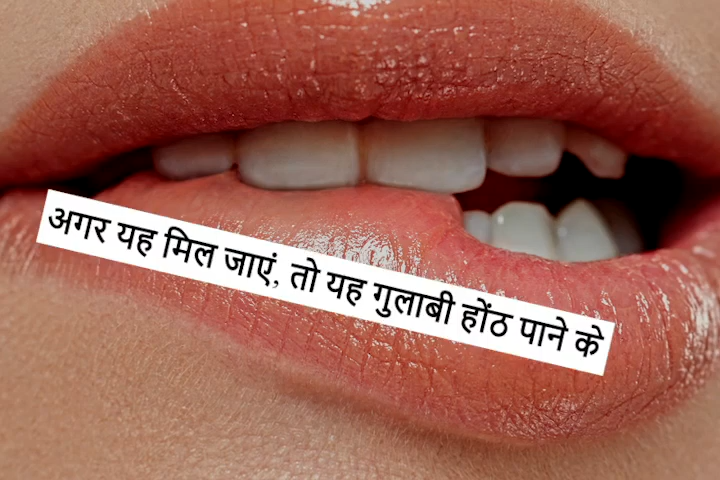 अगर यह मिल जाएं, तो यह गुलाबी होंठ पाने के